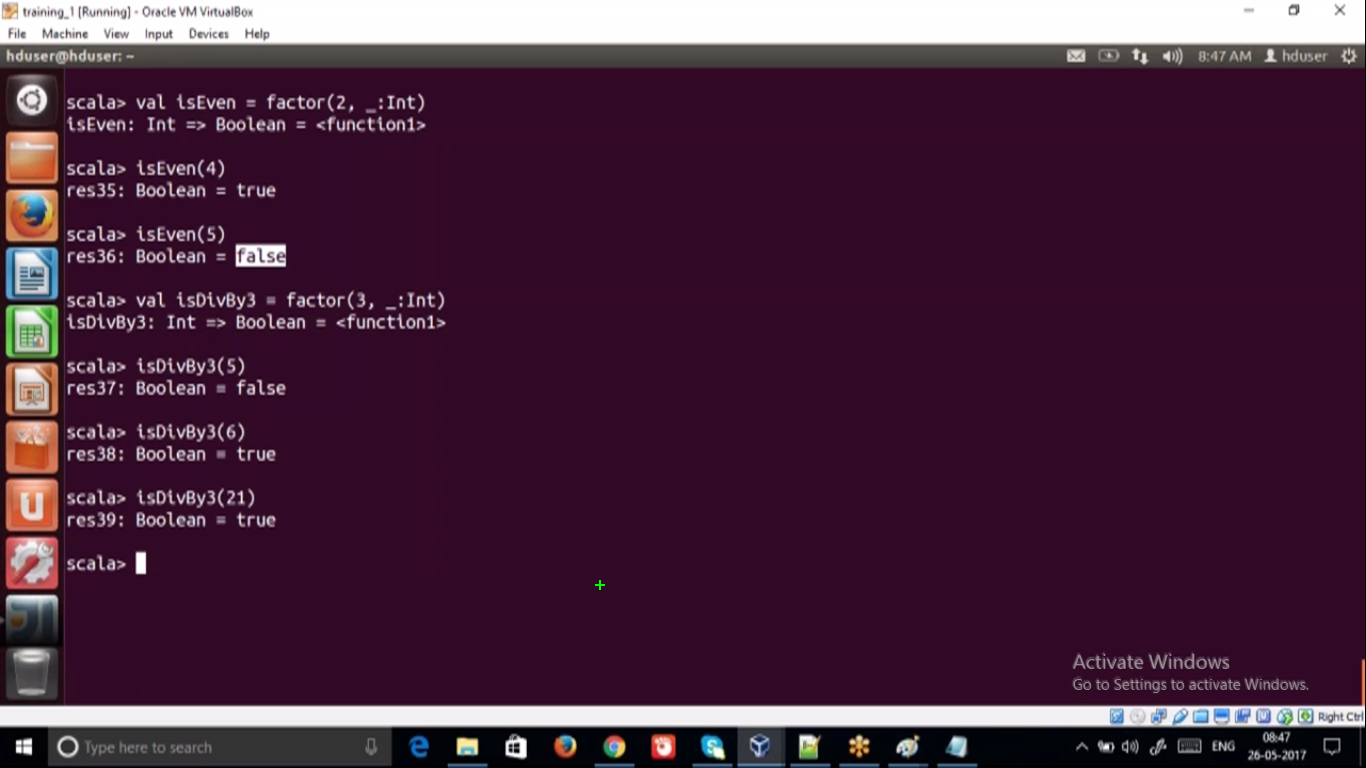 training_1 [Running] - Oracle VM VirtualBox
File Machine View Input Devices Help
hduser@hduser: ~ 8:47 AM hduser
scala> val isEven = factor(2, _:Int)
isEven: Int => Boolean = <function1>
scala> isEven(4)
res35: Boolean = true
scala> isEven(5)
res36: Boolean = false
scala> val isDivBy3 = factor(3, _:Int)
isDivBy3: Int => Boolean = <function1>
scala> isDivBy3(5)
res37: Boolean = false
scala> isDivBy3(6)
res38: Boolean = true
scala> isDivBy3(21)
res39: Boolean = true
scala>
Activate Windows
Go to Settings to activate Windows.
Right Ctrl
Type here to search
ENG
08:47
26-05-2017